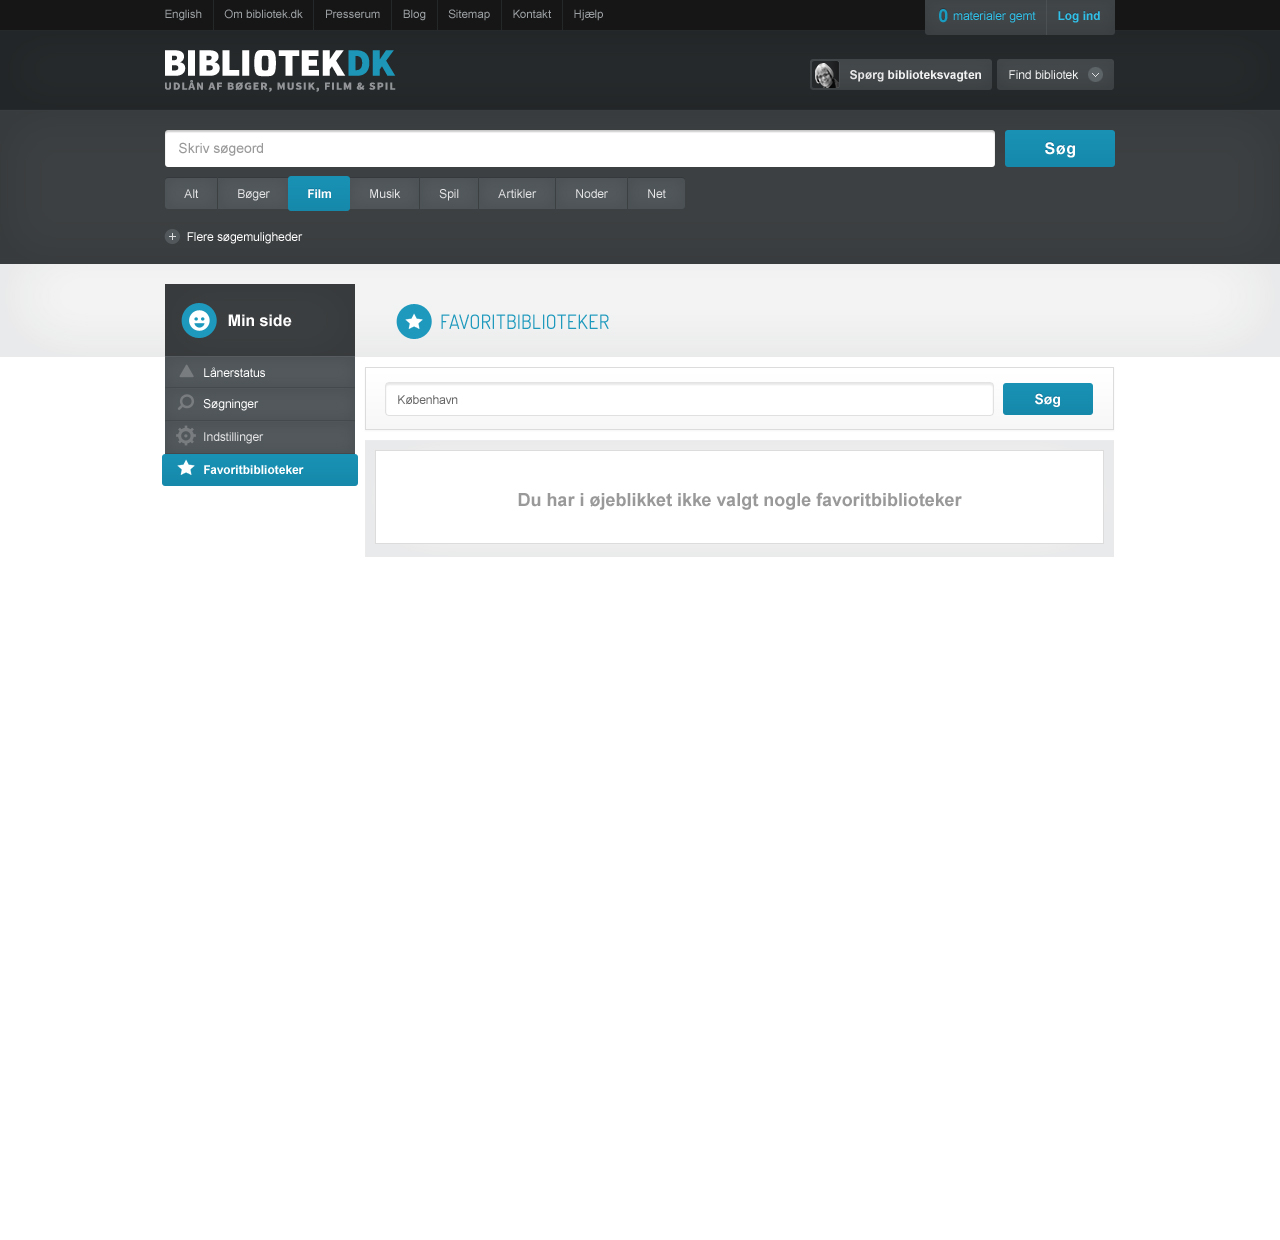 English Om bibliotek.dk Presserum Blog Sitemap Kontakt Hjælp 0 materialer gemt Log ind
BIBLIOTEKDK
UDLÅN AF BØGER, MUSIK, FILM & SPIL
Spørg biblioteksvagten Find bibliotek
Skriv søgeord Søg
Alt Bøger Film Musik Spil Artikler Noder Net
Flere søgemuligheder
Min side
FAVORITBIBLIOTEKER
Lånerstatus
Søgninger
Indstillinger
Favoritbiblioteker
København Søg
Du har i øjeblikket ikke valgt nogle favoritbiblioteker